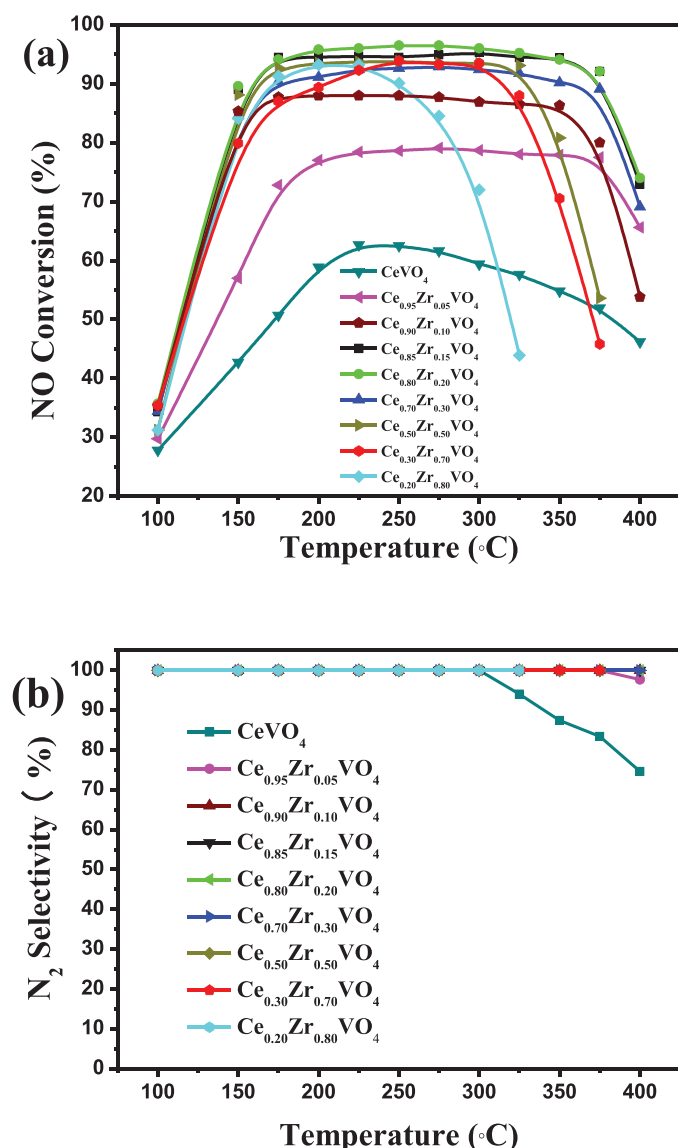 (a)
NO Conversion (%)
100
90
80
70
60
50
40
30
20
CeVO₄
Ce₀.₉₅Zr₀.₀₅VO₄
Ce₀.₉₀Zr₀.₁₀VO₄
Ce₀.₈₅Zr₀.₁₅VO₄
Ce₀.₈₀Zr₀.₂₀VO₄
Ce₀.₇₀Zr₀.₃₀VO₄
Ce₀.₅₀Zr₀.₅₀VO₄
Ce₀.₃₀Zr₀.₇₀VO₄
Ce₀.₂₀Zr₀.₈₀VO₄
100 150 200 250 300 350 400
Temperature (◦C)
(b)
N₂ Selectivity ( %)
100
90
80
70
60
50
40
30
20
10
0
CeVO₄
Ce₀.₉₅Zr₀.₀₅VO₄
Ce₀.₉₀Zr₀.₁₀VO₄
Ce₀.₈₅Zr₀.₁₅VO₄
Ce₀.₈₀Zr₀.₂₀VO₄
Ce₀.₇₀Zr₀.₃₀VO₄
Ce₀.₅₀Zr₀.₅₀VO₄
Ce₀.₃₀Zr₀.₇₀VO₄
Ce₀.₂₀Zr₀.₈₀VO₄
100 150 200 250 300 350 400
Temperature (◦C)